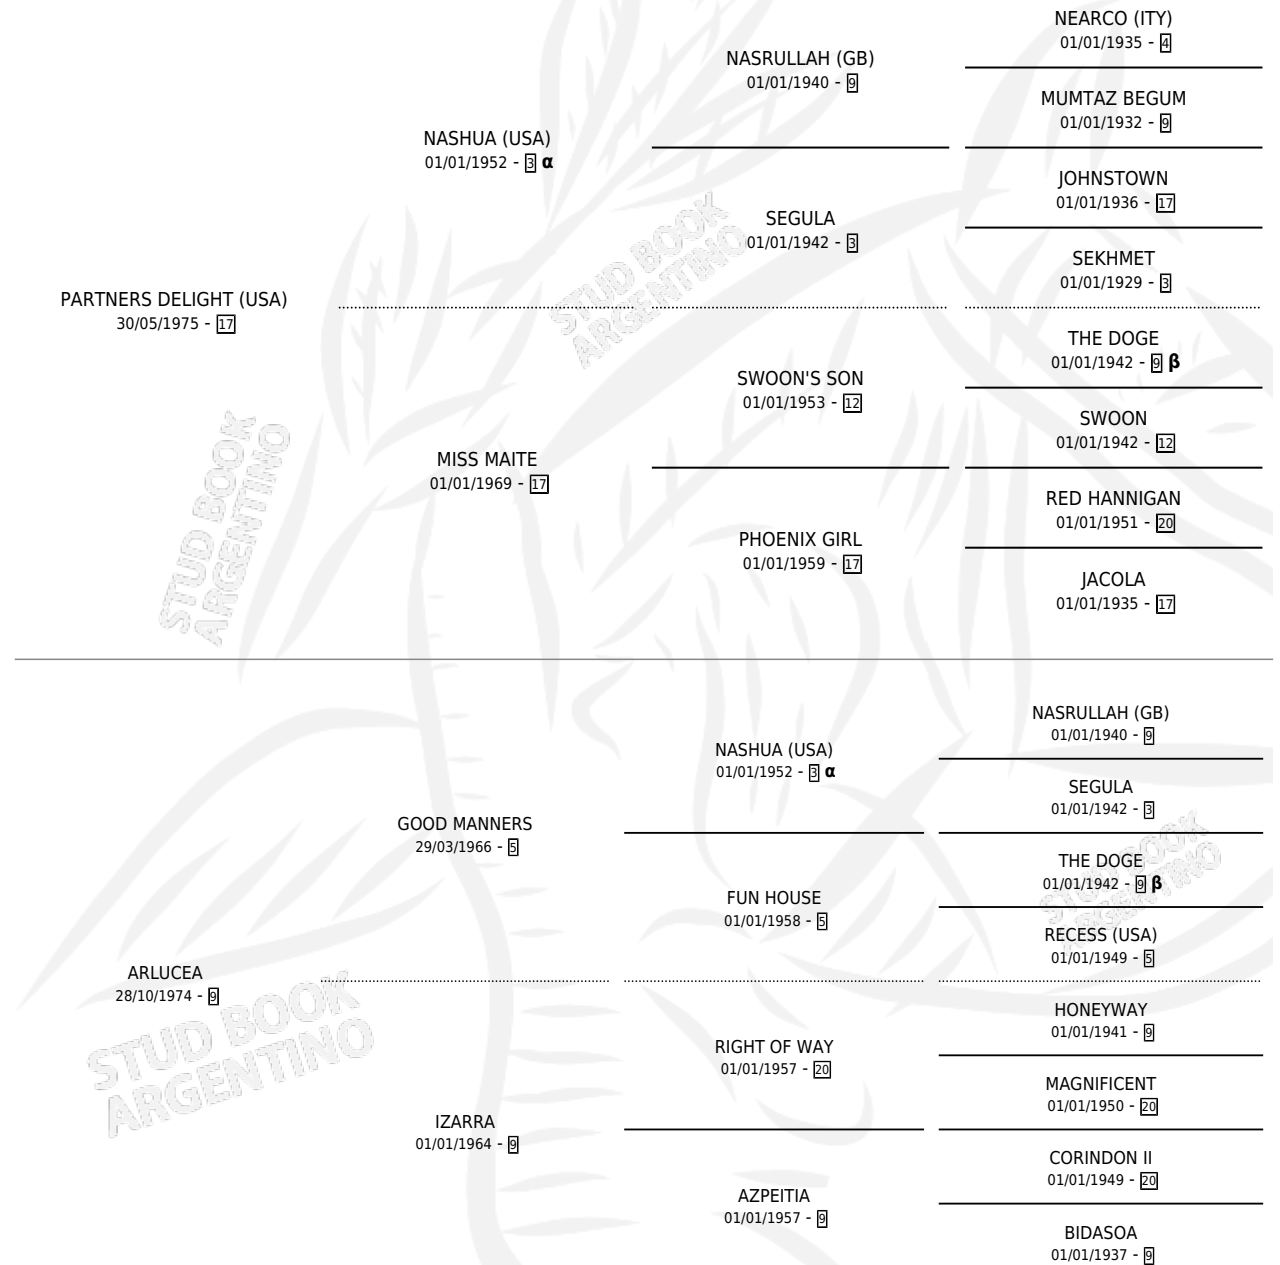 NEARCO (ITY)
01/01/1935 - 4
NASRULLAH (GB)
01/01/1940 - 9
MUMTAZ BEGUM
01/01/1932 - 9
NASHUA (USA)
01/01/1952 - 3 α
JOHNSTOWN
01/01/1936 - 17
SEGULA
01/01/1942 - 3
SEKHMET
01/01/1929 - 3
PARTNERS DELIGHT (USA)
30/05/1975 - 17
THE DOGE
01/01/1942 - 9 β
SWOON'S SON
01/01/1953 - 12
SWOON
01/01/1942 - 12
MISS MAITE
01/01/1969 - 17
RED HANNIGAN
01/01/1951 - 20
PHOENIX GIRL
01/01/1959 - 17
JACOLA
01/01/1935 - 17
STUD BOOK
ARGENTINO
STUD BOOK
ARGENTINO
NASRULLAH (GB)
01/01/1940 - 9
NASHUA (USA)
01/01/1952 - 3 α
SEGULA
01/01/1942 - 3
GOOD MANNERS
29/03/1966 - 5
THE DOGE
01/01/1942 - 9 β
FUN HOUSE
01/01/1958 - 5
RECESS (USA)
01/01/1949 - 5
ARLUCEA
28/10/1974 - 9
HONEYWAY
01/01/1941 - 9
RIGHT OF WAY
01/01/1957 - 20
MAGNIFICENT
01/01/1950 - 20
IZARRA
01/01/1964 - 9
CORINDON II
01/01/1949 - 20
AZPEITIA
01/01/1957 - 9
BIDASOA
01/01/1937 - 9
STUD BOOK
ARGENTINO
STUD BOOK
ARGENTINO